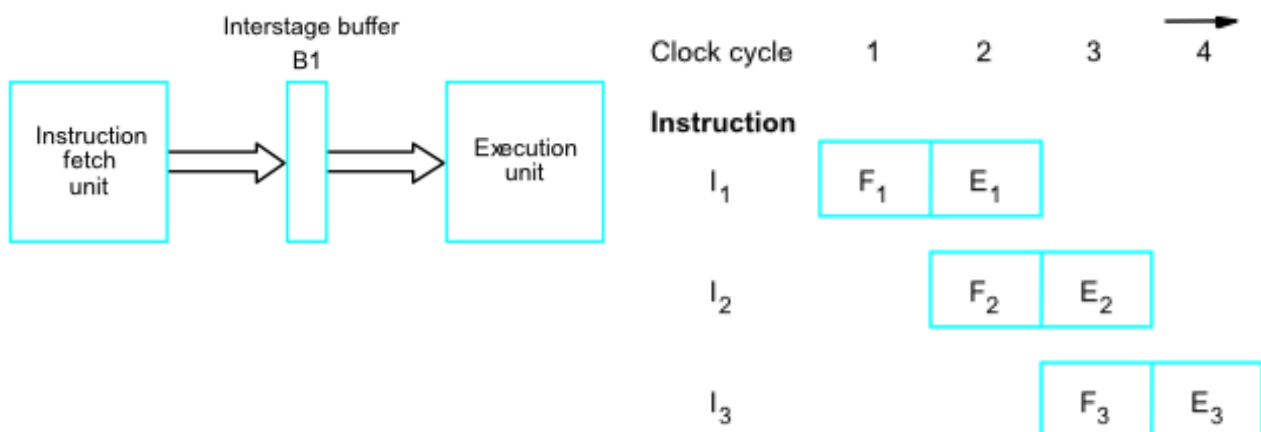 Interstage buffer
B1
Instruction
fetch
unit
Execution
unit
Clock cycle 1 2 3 4
Instruction
I1 F1 E1
I2 F2 E2
I3 F3 E3